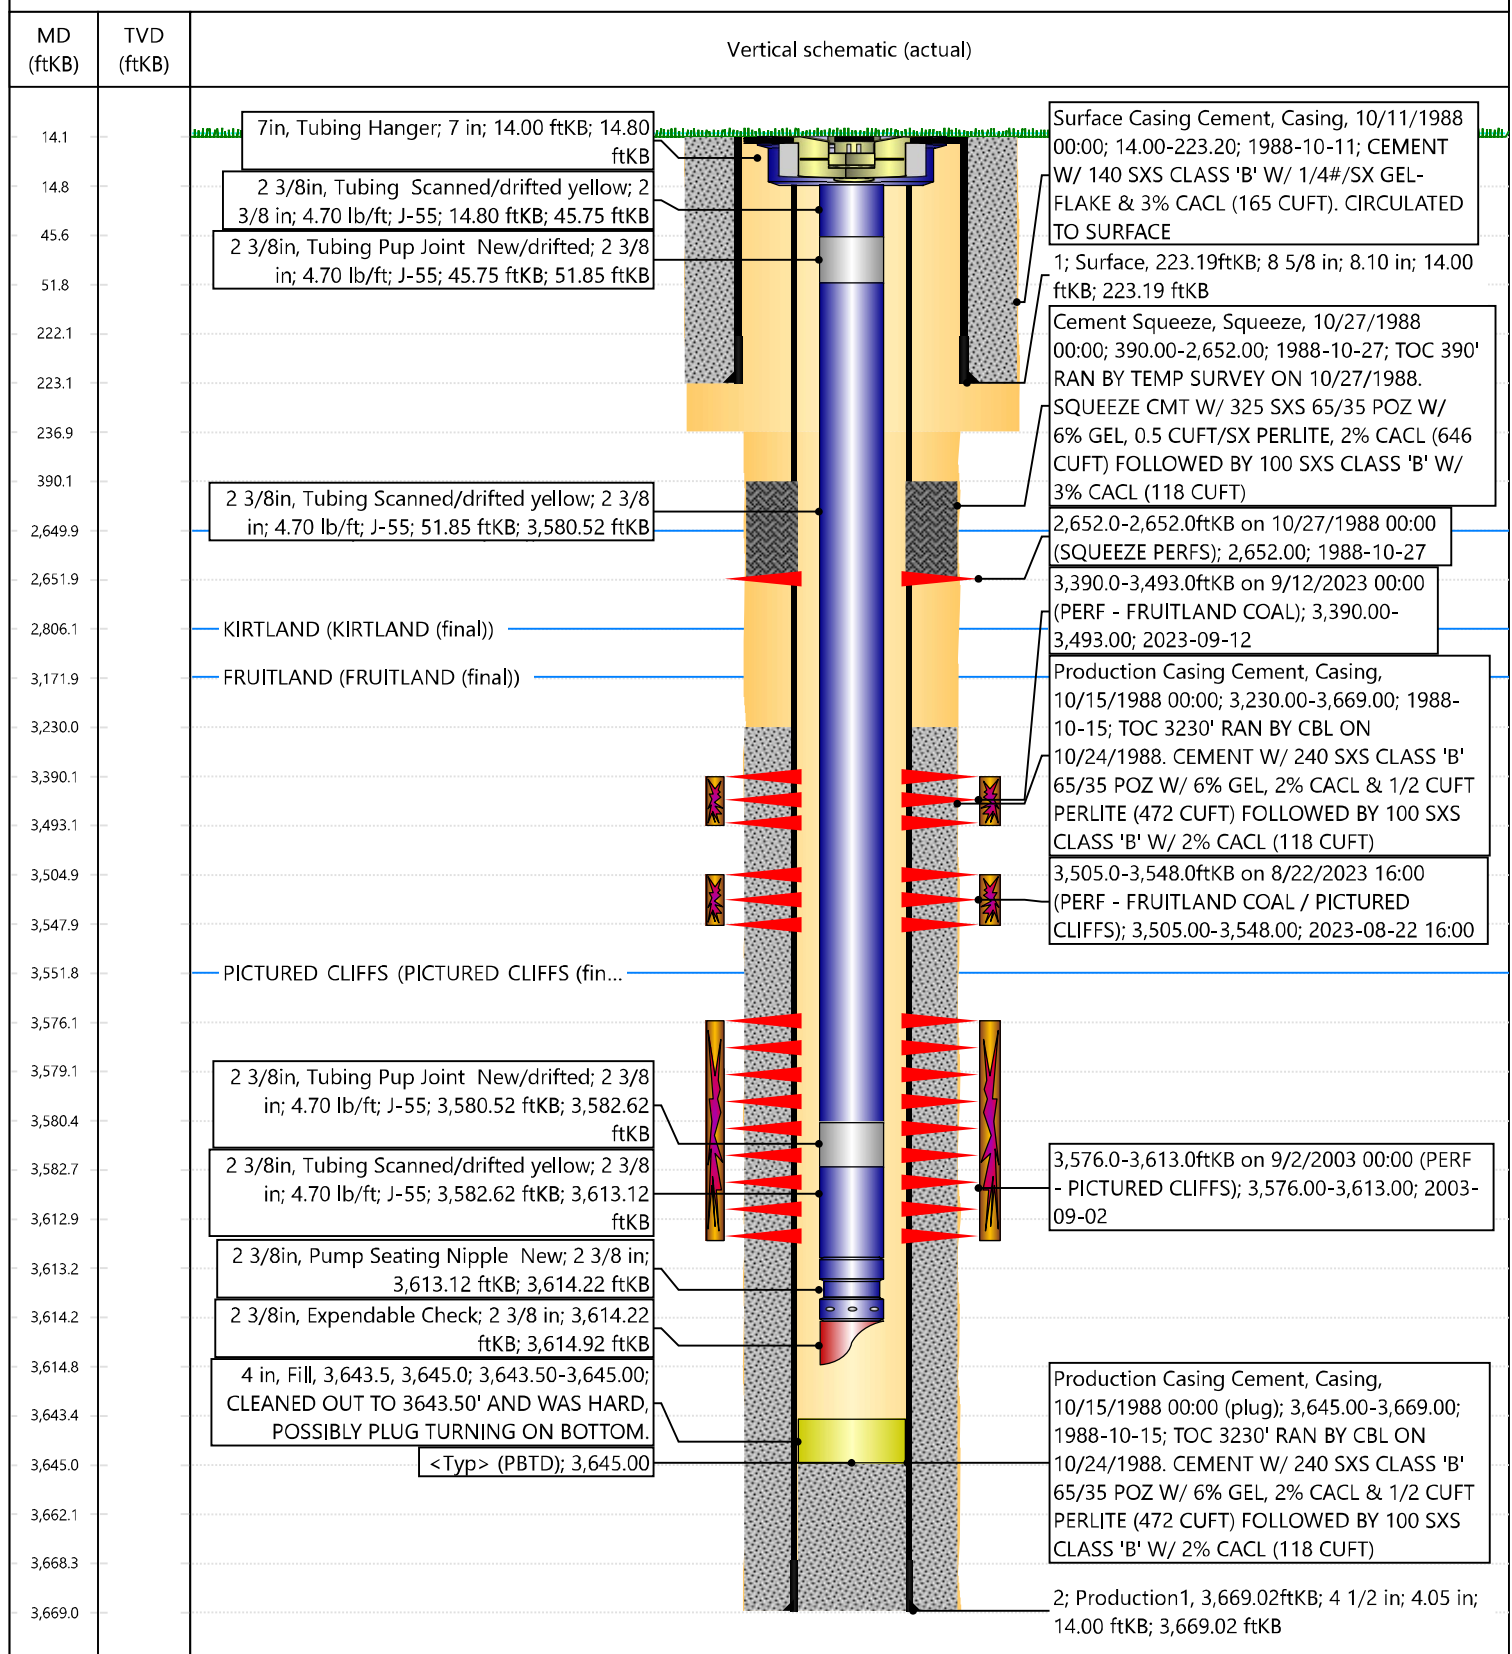 MD
(ftKB)
TVD
(ftKB)
Vertical schematic (actual)
14.1
14.8
45.6
51.8
222.1
223.1
236.9
390.1
2,649.9
2,651.9
2,806.1
3,171.9
3,230.0
3,390.1
3,493.1
3,504.9
3,547.9
3,551.8
3,576.1
3,579.1
3,580.4
3,582.7
3,612.9
3,613.2
3,614.2
3,614.8
3,643.4
3,645.0
3,662.1
3,668.3
3,669.0
7in, Tubing Hanger; 7 in; 14.00 ftKB; 14.80
ftKB
2 3/8in, Tubing Scanned/drifted yellow; 2
3/8 in; 4.70 lb/ft; J-55; 14.80 ftKB; 45.75 ftKB
2 3/8in, Tubing Pup Joint New/drifted; 2 3/8
in; 4.70 lb/ft; J-55; 45.75 ftKB; 51.85 ftKB
2 3/8in, Tubing Scanned/drifted yellow; 2 3/8
in; 4.70 lb/ft; J-55; 51.85 ftKB; 3,580.52 ftKB
KIRTLAND (KIRTLAND (final))
FRUITLAND (FRUITLAND (final))
PICTURED CLIFFS (PICTURED CLIFFS (fin...
2 3/8in, Tubing Pup Joint New/drifted; 2 3/8
in; 4.70 lb/ft; J-55; 3,580.52 ftKB; 3,582.62
ftKB
2 3/8in, Tubing Scanned/drifted yellow; 2 3/8
in; 4.70 lb/ft; J-55; 3,582.62 ftKB; 3,613.12
ftKB
2 3/8in, Pump Seating Nipple New; 2 3/8 in;
3,613.12 ftKB; 3,614.22 ftKB
2 3/8in, Expendable Check; 2 3/8 in; 3,614.22
ftKB; 3,614.92 ftKB
4 in, Fill, 3,643.5, 3,645.0; 3,643.50-3,645.00;
CLEANED OUT TO 3643.50' AND WAS HARD,
POSSIBLY PLUG TURNING ON BOTTOM.
<Typ> (PBTD); 3,645.00
Surface Casing Cement, Casing, 10/11/1988
00:00; 14.00-223.20; 1988-10-11; CEMENT
W/ 140 SXS CLASS 'B' W/ 1/4#/SX GEL-
FLAKE & 3% CACL (165 CUFT). CIRCULATED
TO SURFACE
1; Surface, 223.19ftKB; 8 5/8 in; 8.10 in; 14.00
ftKB; 223.19 ftKB
Cement Squeeze, Squeeze, 10/27/1988
00:00; 390.00-2,652.00; 1988-10-27; TOC 390'
RAN BY TEMP SURVEY ON 10/27/1988.
SQUEEZE CMT W/ 325 SXS 65/35 POZ W/
6% GEL, 0.5 CUFT/SX PERLITE, 2% CACL (646
CUFT) FOLLOWED BY 100 SXS CLASS 'B' W/
3% CACL (118 CUFT)
2,652.0-2,652.0ftKB on 10/27/1988 00:00
(SQUEEZE PERFS); 2,652.00; 1988-10-27
3,390.0-3,493.0ftKB on 9/12/2023 00:00
(PERF - FRUITLAND COAL); 3,390.00-
3,493.00; 2023-09-12
Production Casing Cement, Casing,
10/15/1988 00:00; 3,230.00-3,669.00; 1988-
10-15; TOC 3230' RAN BY CBL ON
10/24/1988. CEMENT W/ 240 SXS CLASS 'B'
65/35 POZ W/ 6% GEL, 2% CACL & 1/2 CUFT
PERLITE (472 CUFT) FOLLOWED BY 100 SXS
CLASS 'B' W/ 2% CACL (118 CUFT)
3,505.0-3,548.0ftKB on 8/22/2023 16:00
(PERF - FRUITLAND COAL / PICTURED
CLIFFS); 3,505.00-3,548.00; 2023-08-22 16:00
3,576.0-3,613.0ftKB on 9/2/2003 00:00 (PERF
- PICTURED CLIFFS); 3,576.00-3,613.00; 2003-
09-02
Production Casing Cement, Casing,
10/15/1988 00:00 (plug); 3,645.00-3,669.00;
1988-10-15; TOC 3230' RAN BY CBL ON
10/24/1988. CEMENT W/ 240 SXS CLASS 'B'
65/35 POZ W/ 6% GEL, 2% CACL & 1/2 CUFT
PERLITE (472 CUFT) FOLLOWED BY 100 SXS
CLASS 'B' W/ 2% CACL (118 CUFT)
2; Production1, 3,669.02ftKB; 4 1/2 in; 4.05 in;
14.00 ftKB; 3,669.02 ftKB